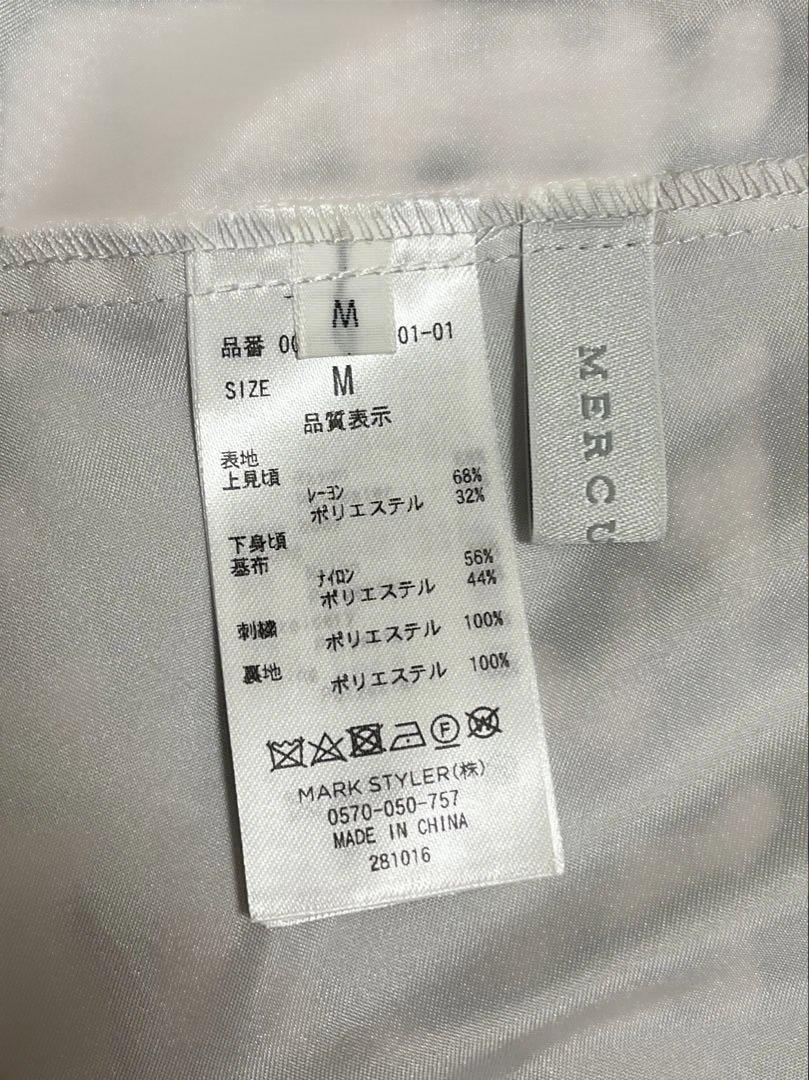 M
品番 00 01-01
SIZE M
品質表示
表地
上見頃
レーヨン 68%
ポリエステル 32%
下身頃
基布
ナイロン 56%
ポリエステル 44%
刺繍 ポリエステル 100%
裏地 ポリエステル 100%
F W
MARK STYLER(株)
0570-050-757
MADE IN CHINA
281016
MERCU